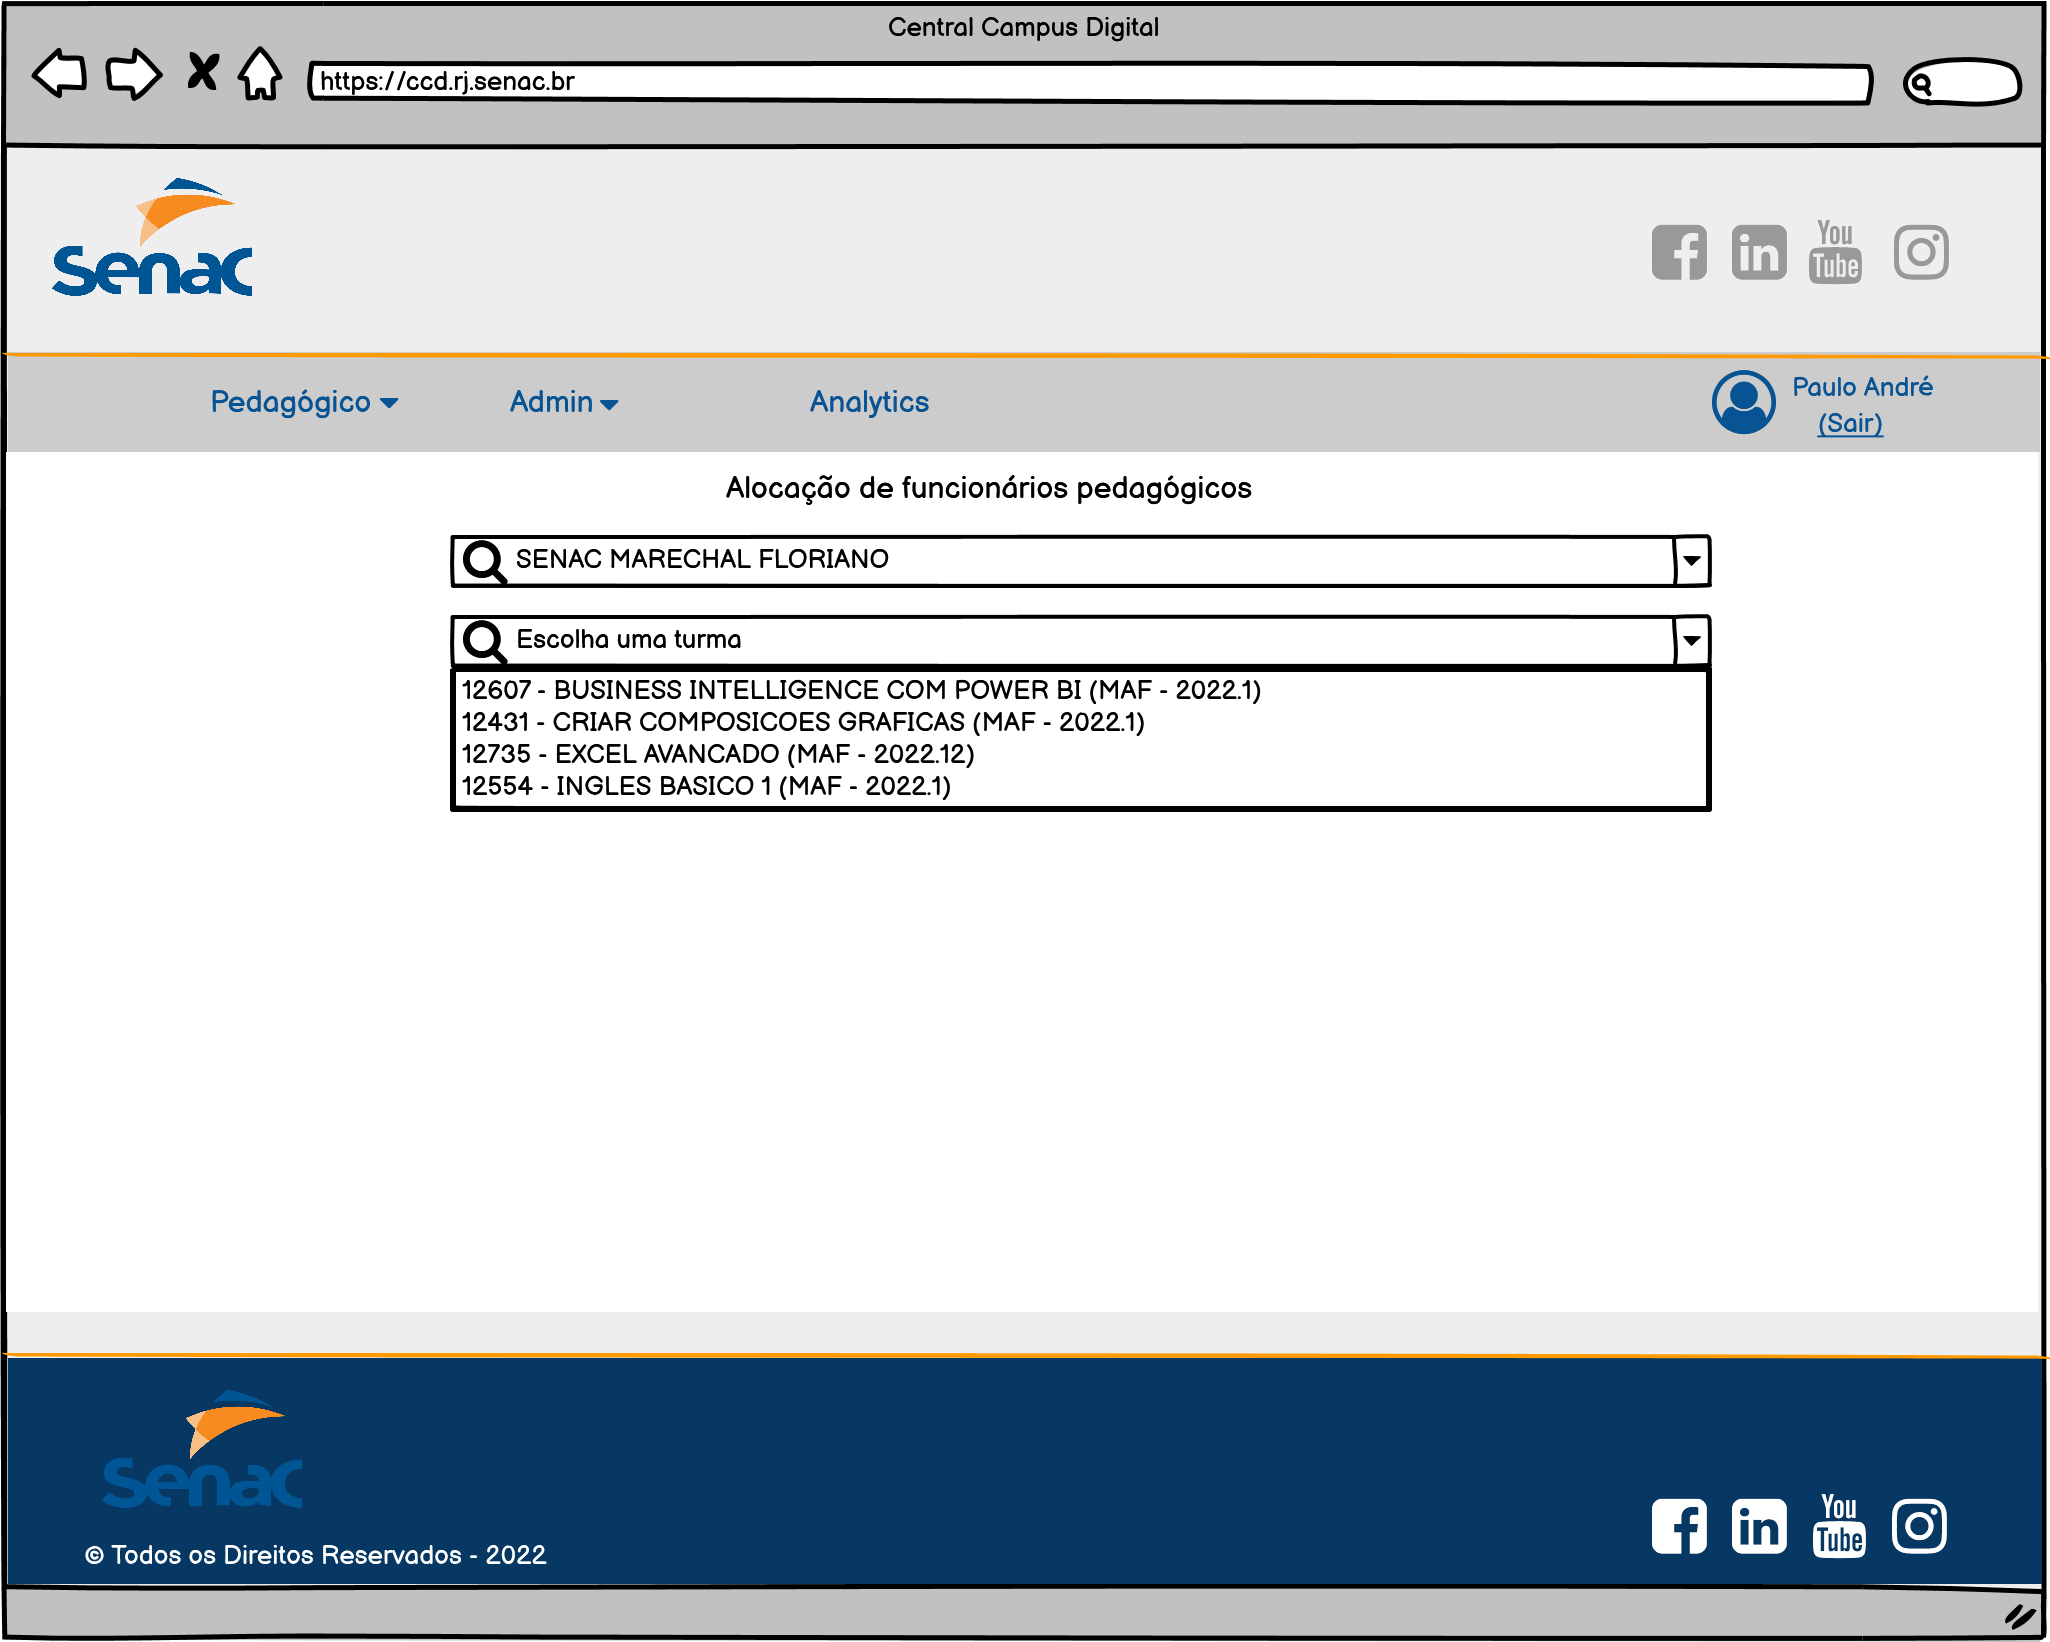 Central Campus Digital
https://ccd.rj.senac.br
senac
You
Tube
Pedagógico
Admin
Analytics
Paulo André
(Sair)
Alocação de funcionários pedagógicos
SENAC MARECHAL FLORIANO
Escolha uma turma
12607 - BUSINESS INTELLIGENCE COM POWER BI (MAF - 2022.1)
12431 - CRIAR COMPOSICOES GRAFICAS (MAF - 2022.1)
12735 - EXCEL AVANCADO (MAF - 2022.12)
12554 - INGLES BASICO 1 (MAF - 2022.1)
senac
You
Tube
© Todos os Direitos Reservados - 2022